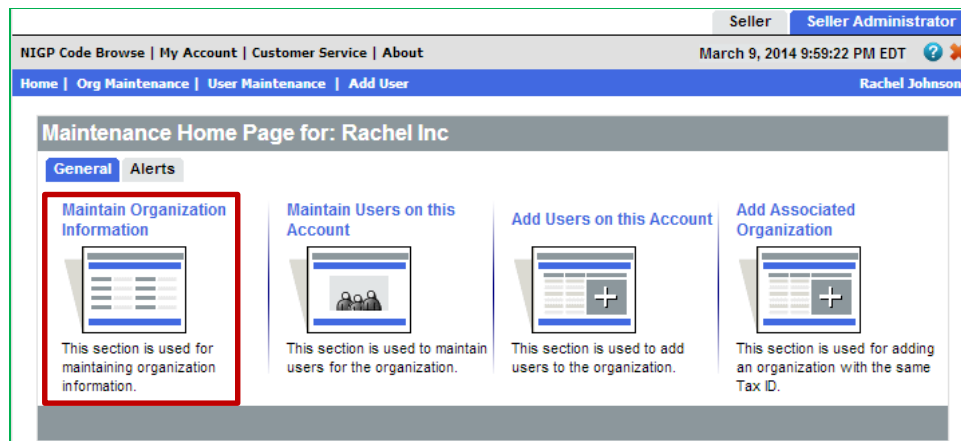 Seller Seller Administrator
NIGP Code Browse | My Account | Customer Service | About March 9, 2014 9:59:22 PM EDT ?
Home | Org Maintenance | User Maintenance | Add User Rachel Johnson
Maintenance Home Page for: Rachel Inc
General Alerts
Maintain Organization
Information
This section is used for
maintaining organization
information.
Maintain Users on this
Account
This section is used to maintain
users for the organization.
Add Users on this Account
This section is used to add
users to the organization.
Add Associated
Organization
This section is used for adding
an organization with the same
Tax ID.